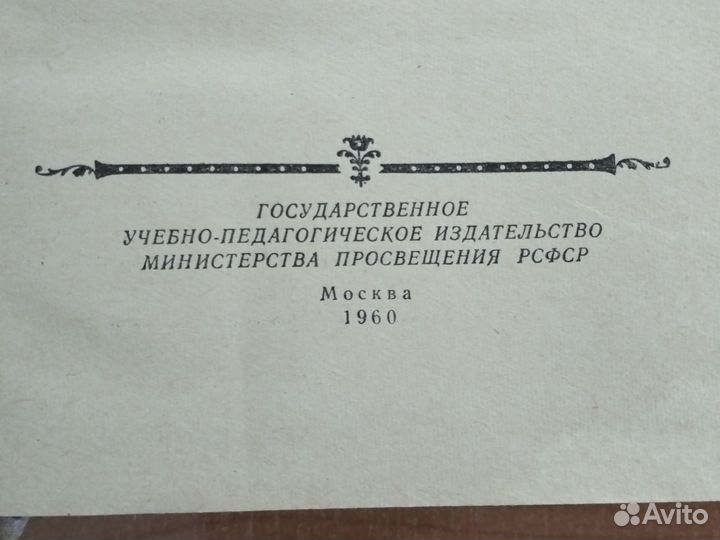 ГОСУДАРСТВЕННОЕ
УЧЕБНО-ПЕДАГОГИЧЕСКОЕ ИЗДАТЕЛЬСТВО
МИНИСТЕРСТВА ПРОСВЕЩЕНИЯ РСФСР
Москва
1960
Avito